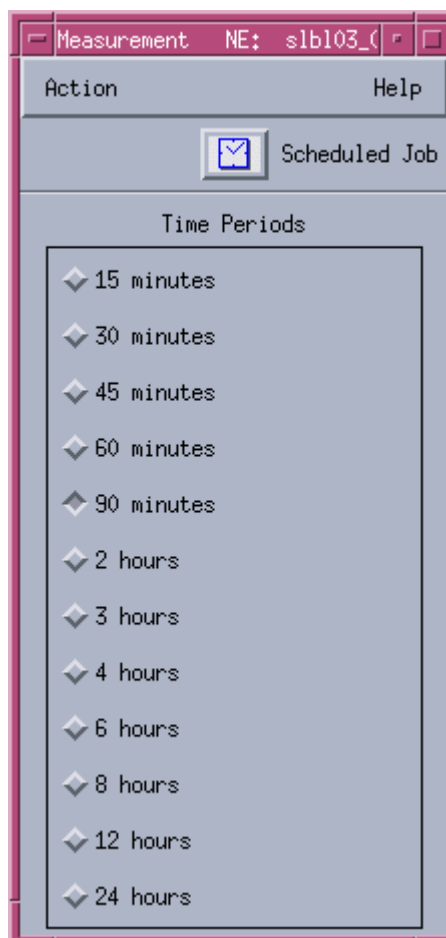 Measurement NE: slbl03_(
Action Help
Scheduled Job
Time Periods
15 minutes
30 minutes
45 minutes
60 minutes
90 minutes
2 hours
3 hours
4 hours
6 hours
8 hours
12 hours
24 hours